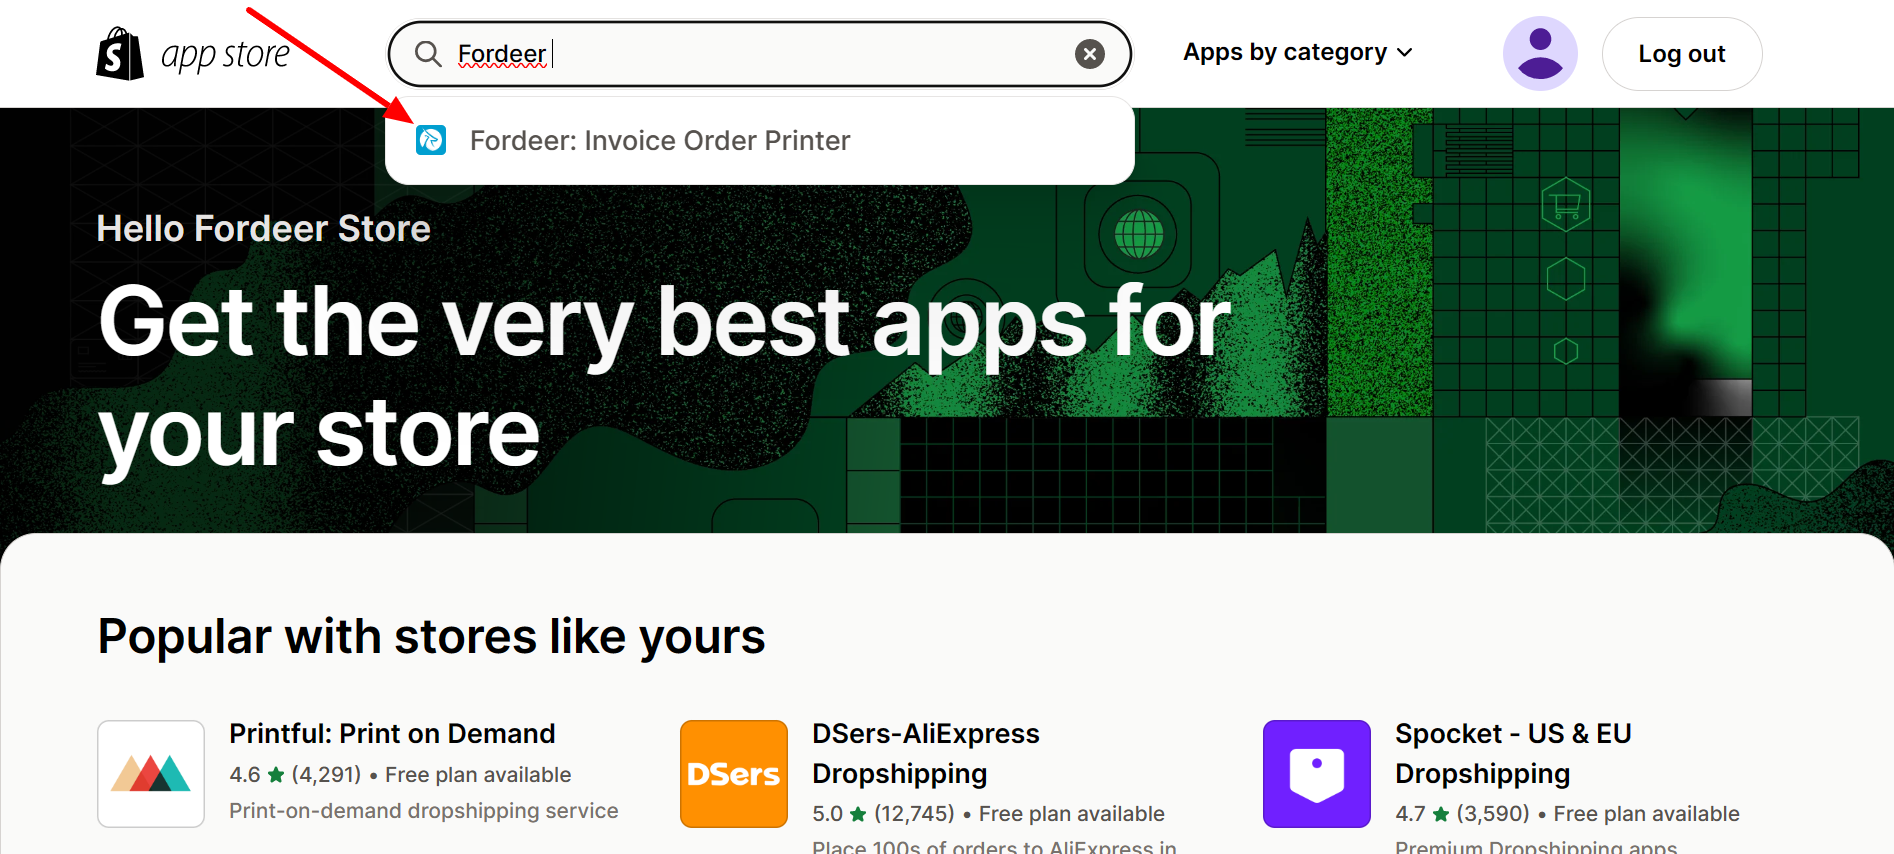 app store
Fordeer
Apps by category
Log out
Fordeer: Invoice Order Printer
Hello Fordeer Store
Get the very best apps for
your store
Popular with stores like yours
Printful: Print on Demand
4.6 ★ (4,291) • Free plan available
Print-on-demand dropshipping service
DSers
DSers-AliExpress
Dropshipping
5.0 ★ (12,745) • Free plan available
Place 100s of orders to AliExpress in
Spocket - US & EU
Dropshipping
4.7 ★ (3,590) • Free plan available
Premium Dropshipping apps